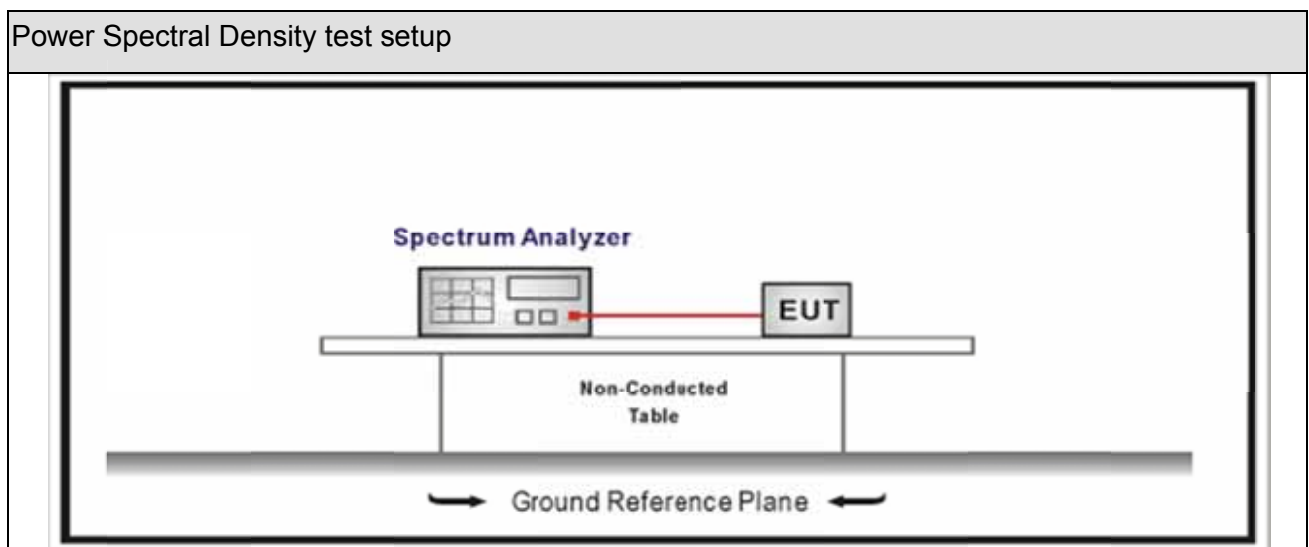 Power Spectral Density test setup
Spectrum Analyzer
EUT
Non-Conducted
Table
Ground Reference Plane